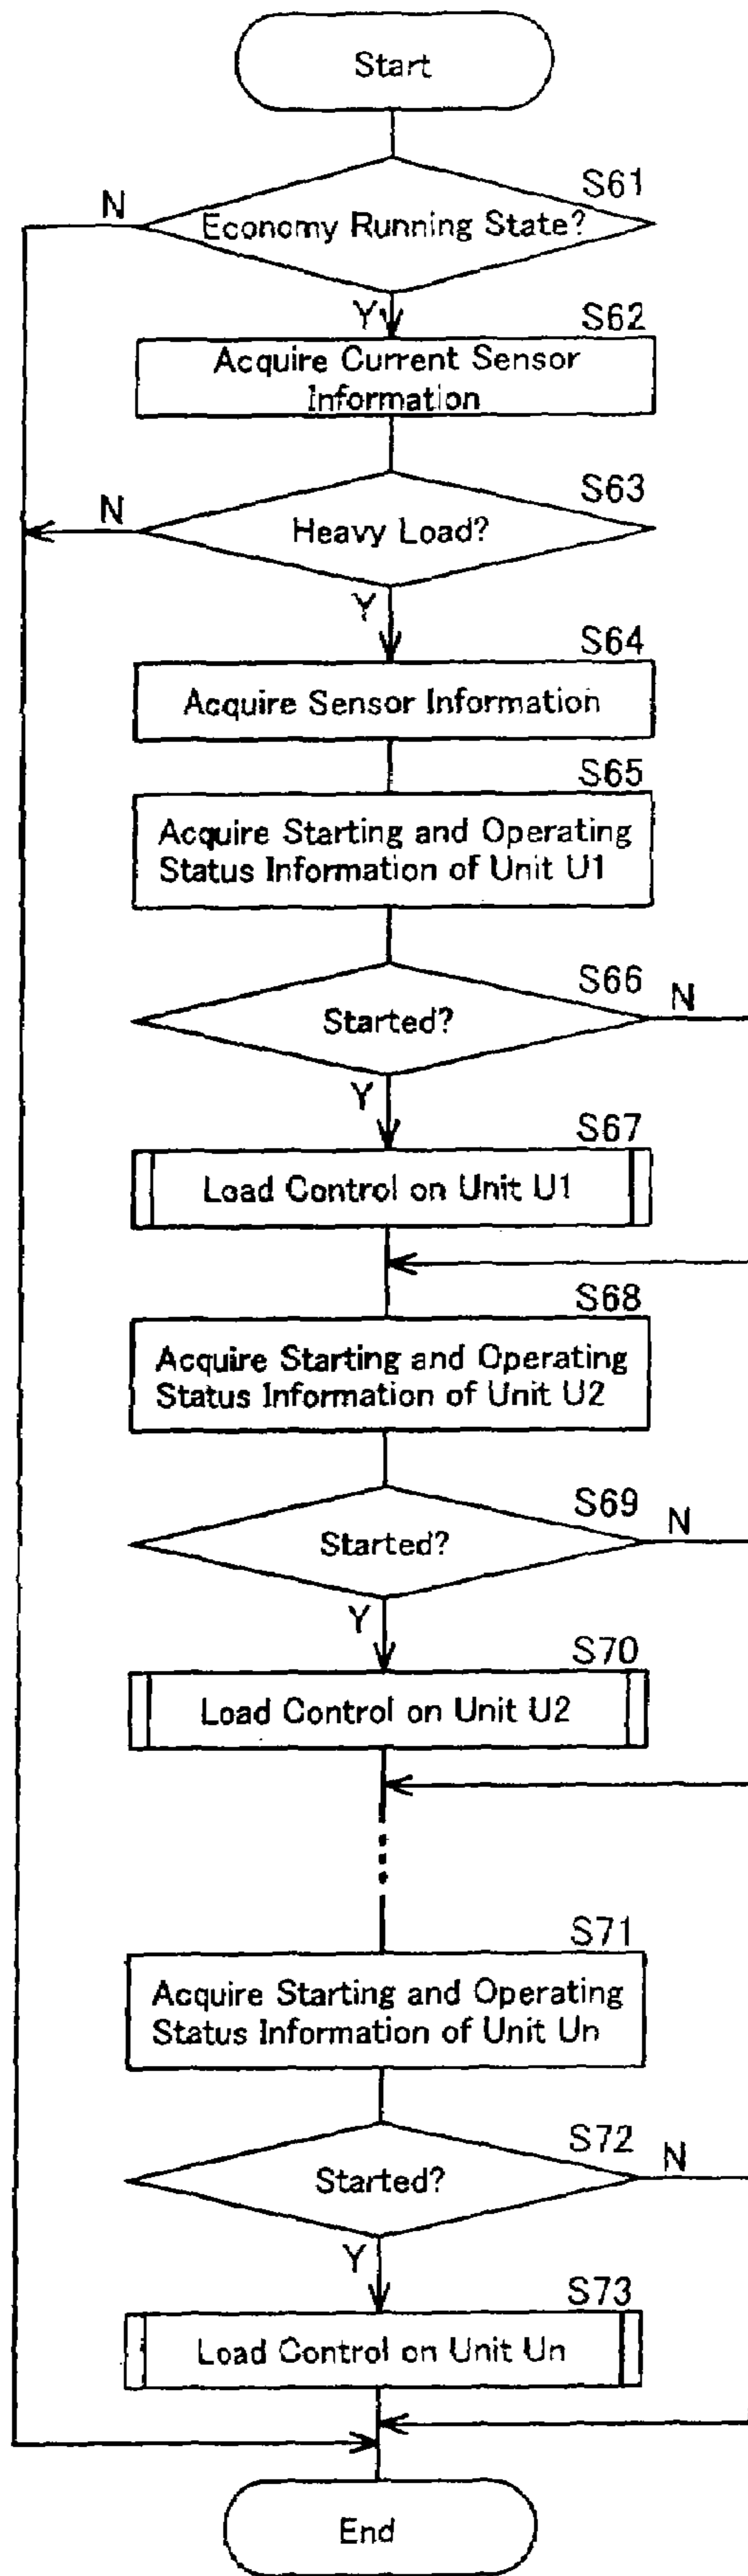 Start
S61
N
Economy Running State?
Y
S62
Acquire Current Sensor
Information
S63
N
Heavy Load?
Y
S64
Acquire Sensor Information
S65
Acquire Starting and Operating
Status Information of Unit U1
S66
N
Started?
Y
S67
Load Control on Unit U1
S68
Acquire Starting and Operating
Status Information of Unit U2
S69
N
Started?
Y
S70
Load Control on Unit U2
S71
Acquire Starting and Operating
Status Information of Unit Un
S72
N
Started?
Y
S73
Load Control on Unit Un
End